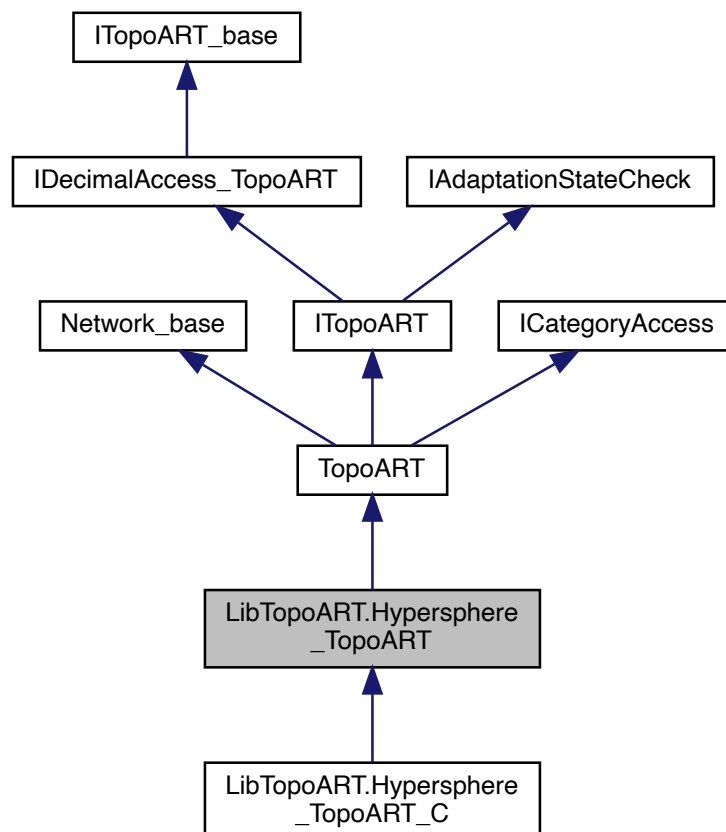 ITopoART_base
IDecimalAccess_TopoART
IAdaptationStateCheck
Network_base
ITopoART
ICategoryAccess
TopoART
LibTopoART.Hypersphere
_TopoART
LibTopoART.Hypersphere
_TopoART_C